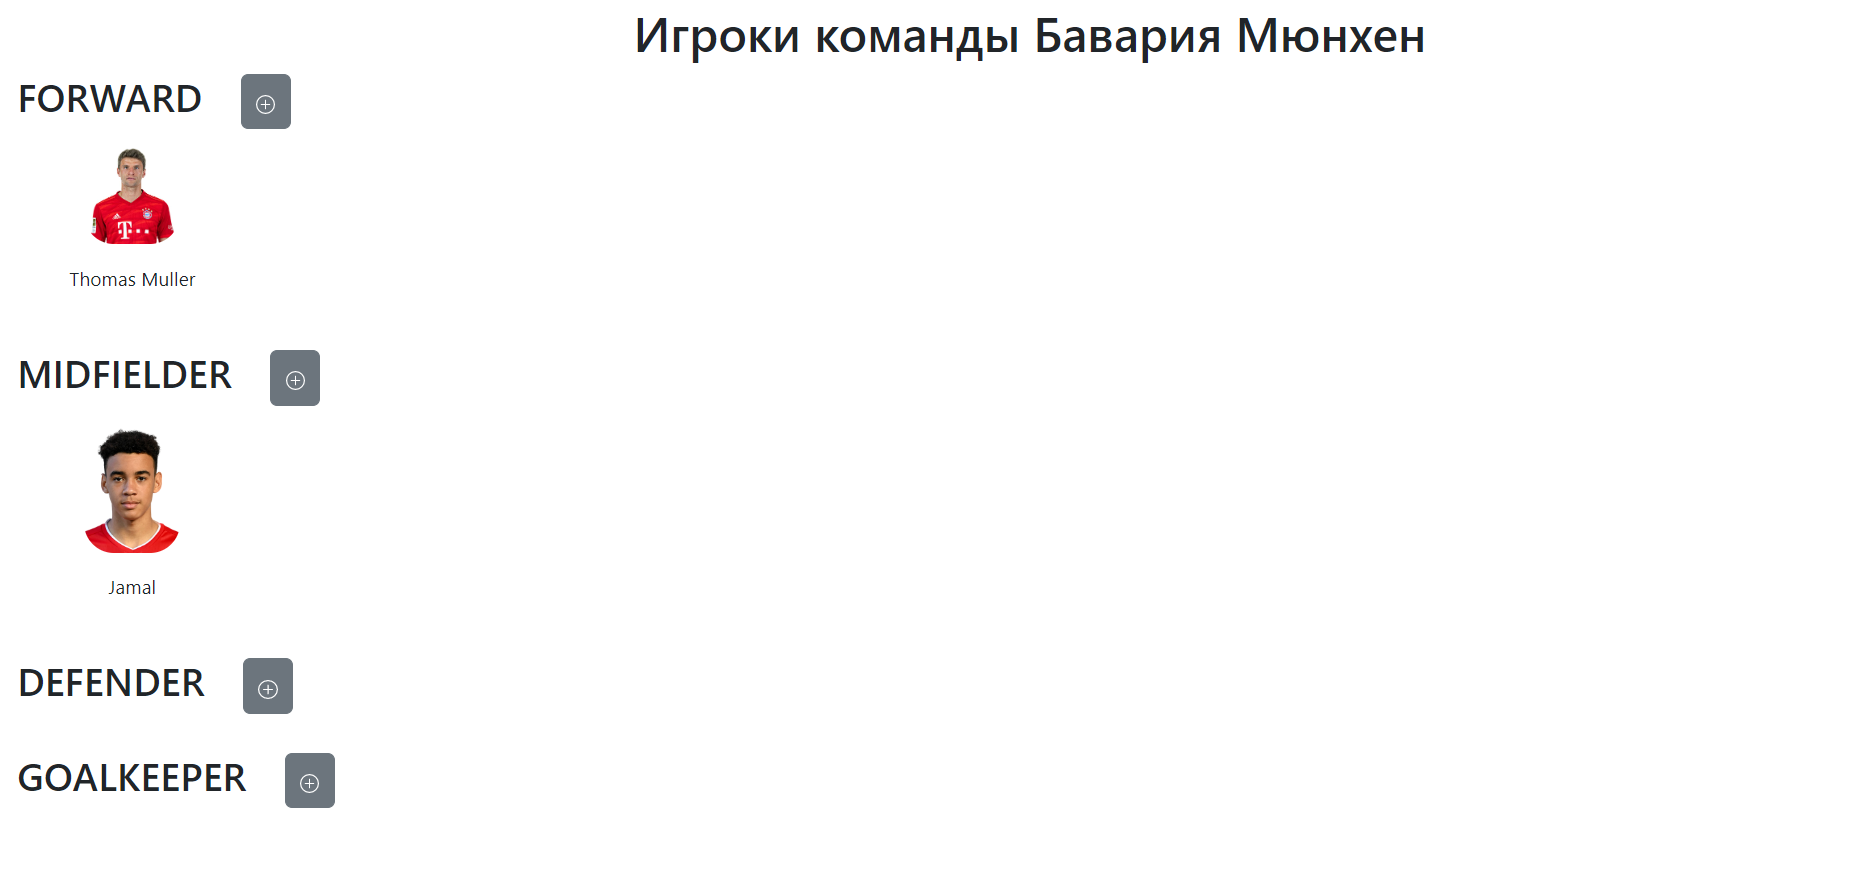 Игроки команды Бавария Мюнхен
FORWARD
Thomas Muller
MIDFIELDER
Jamal
DEFENDER
GOALKEEPER